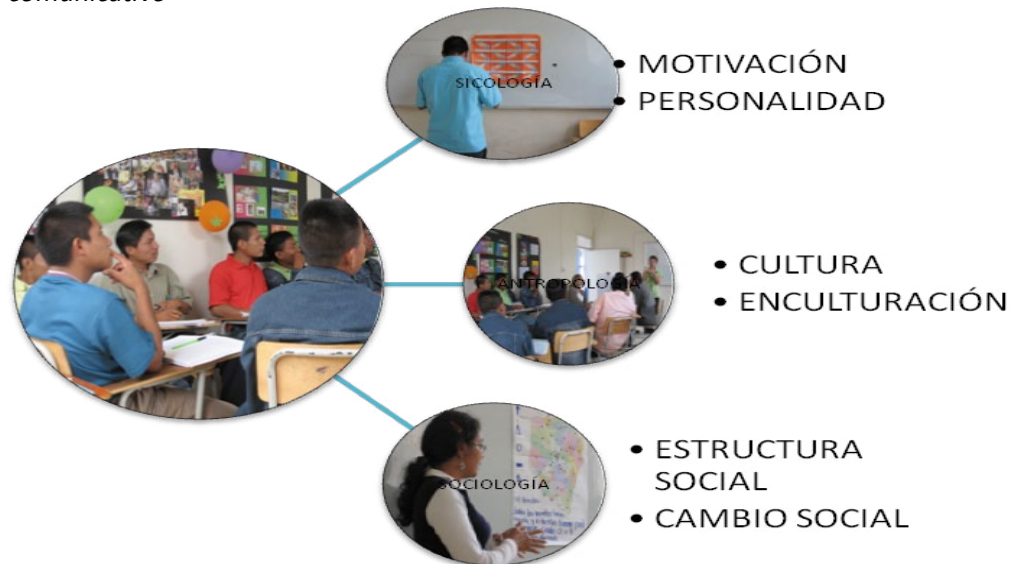 comunicativo
SICOLOGÍA
• MOTIVACIÓN
• PERSONALIDAD
ANTROPOLOGÍA
• CULTURA
• ENCULTURACIÓN
SOCIOLOGÍA
• ESTRUCTURA
SOCIAL
• CAMBIO SOCIAL